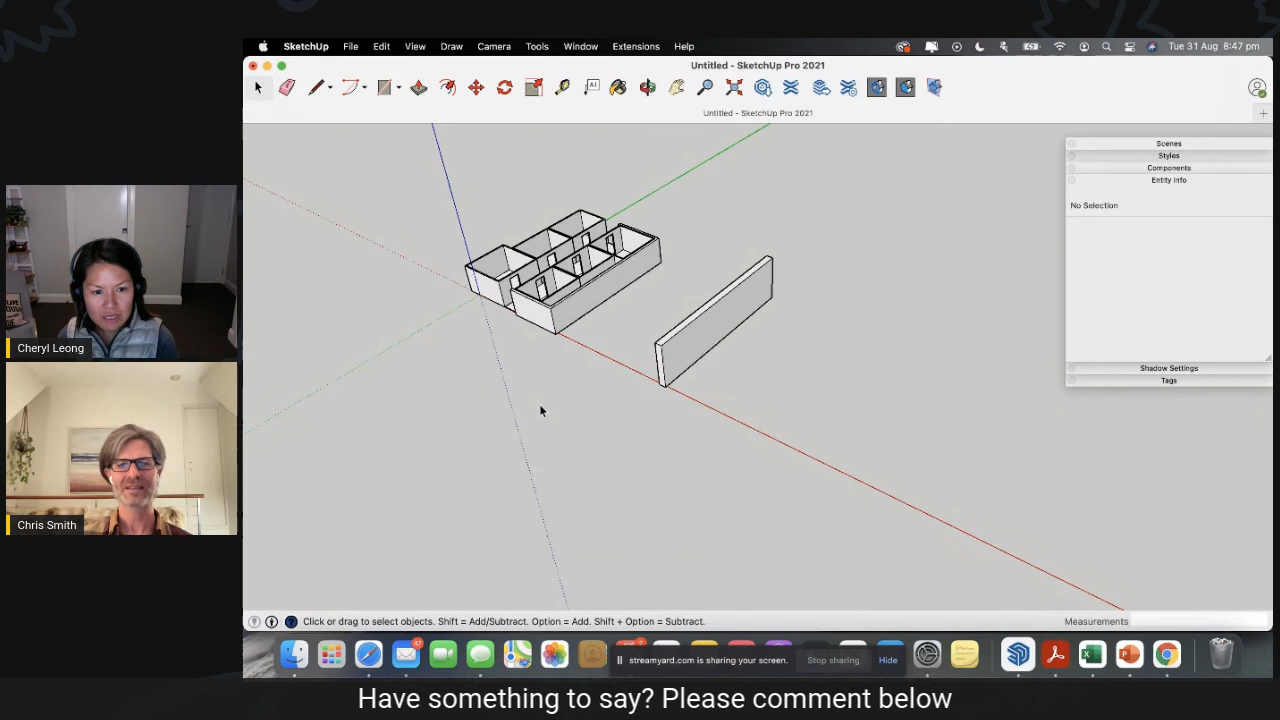 SketchUp File Edit View Draw Camera Tools Window Extensions Help Tue 31 Aug 8:47 pm
Untitled - SketchUp Pro 2021
Untitled - SketchUp Pro 2021
Scenes
Styles
Components
Entity Info
No Selection
Cheryl Leong
Shadow Settings
Tags
Chris Smith
Click or drag to select objects. Shift = Add/Subtract. Option = Add. Shift + Option = Subtract. Measurements
streamyard.com is sharing your screen. Stop sharing Hide
Have something to say? Please comment below